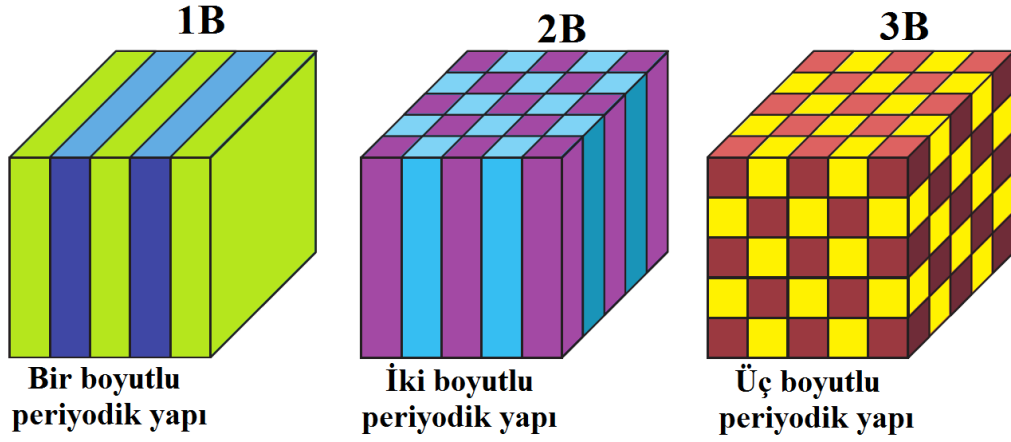 1B
2B
3B
Bir boyutlu
periyodik yapı
İki boyutlu
periyodik yapı
Üç boyutlu
periyodik yapı